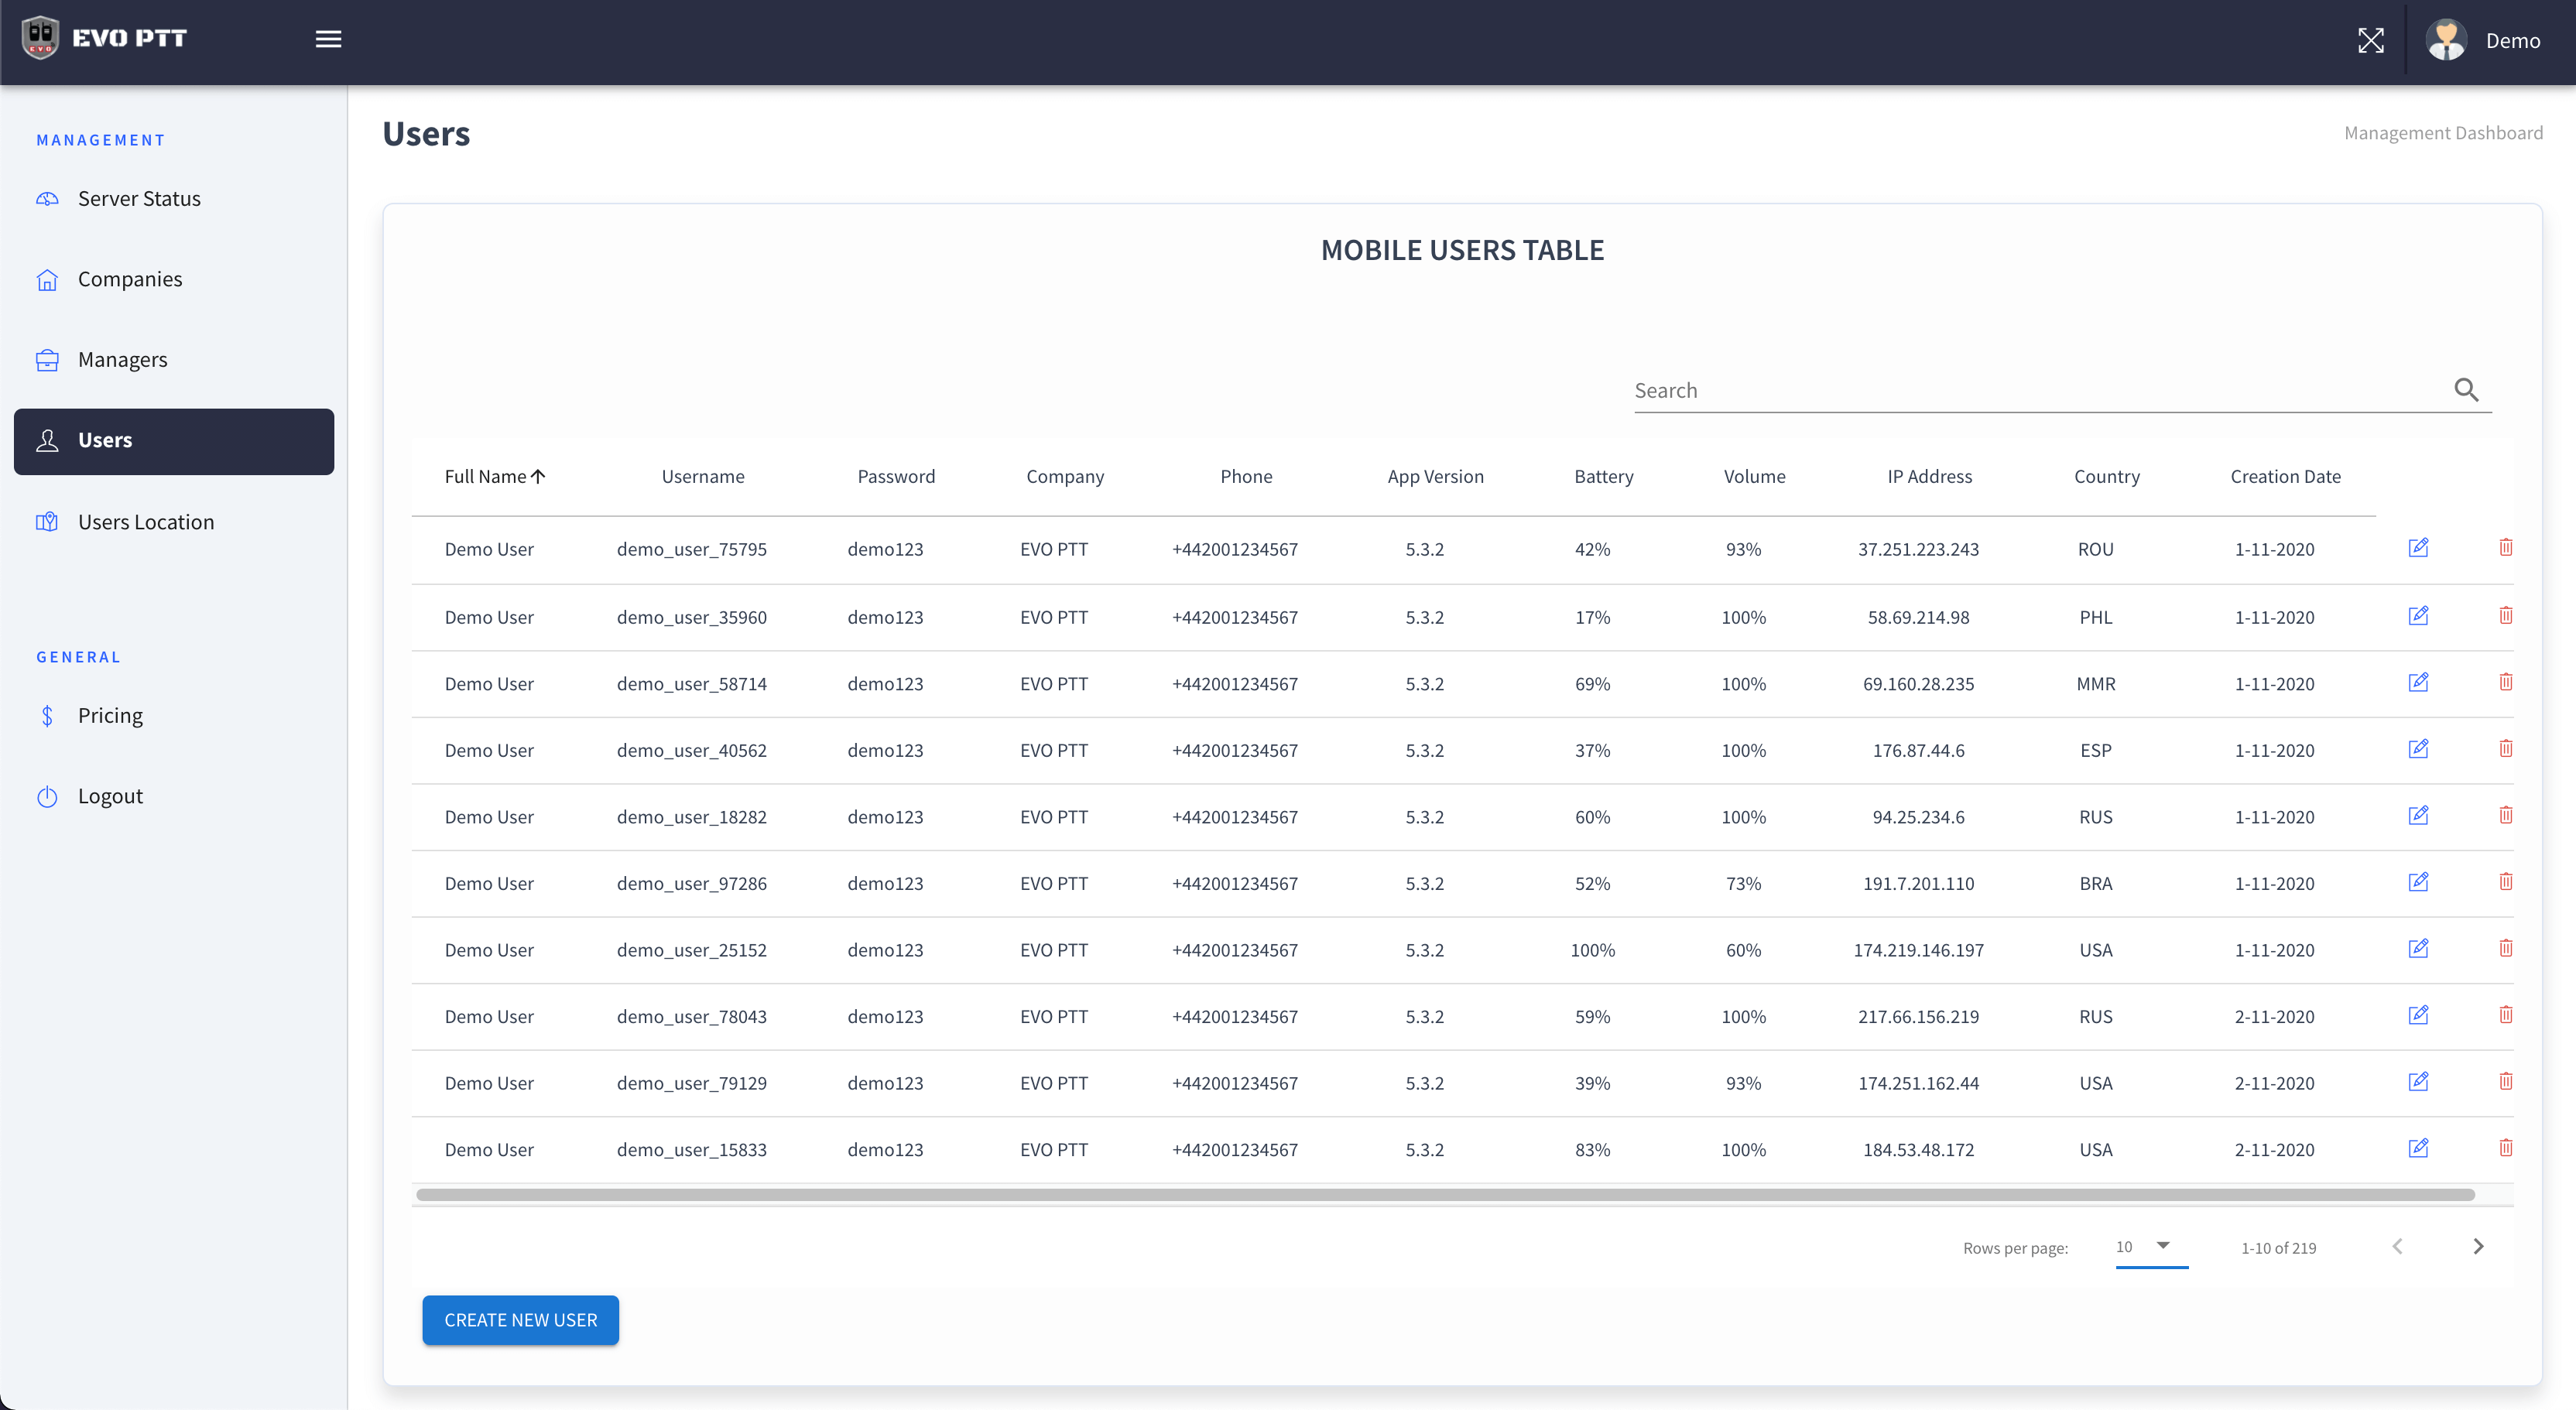 EVO
EVO PTT
Demo
MANAGEMENT
Server Status
Companies
Managers
Users
Users Location
GENERAL
Pricing
Logout
Users
Management Dashboard
MOBILE USERS TABLE
Search
Full Name Username Password Company Phone App Version Battery Volume IP Address Country Creation Date
Demo User demo_user_75795 demo123 EVO PTT +442001234567 5.3.2 42% 93% 37.251.223.243 ROU 1-11-2020
Demo User demo_user_35960 demo123 EVO PTT +442001234567 5.3.2 17% 100% 58.69.214.98 PHL 1-11-2020
Demo User demo_user_58714 demo123 EVO PTT +442001234567 5.3.2 69% 100% 69.160.28.235 MMR 1-11-2020
Demo User demo_user_40562 demo123 EVO PTT +442001234567 5.3.2 37% 100% 176.87.44.6 ESP 1-11-2020
Demo User demo_user_18282 demo123 EVO PTT +442001234567 5.3.2 60% 100% 94.25.234.6 RUS 1-11-2020
Demo User demo_user_97286 demo123 EVO PTT +442001234567 5.3.2 52% 73% 191.7.201.110 BRA 1-11-2020
Demo User demo_user_25152 demo123 EVO PTT +442001234567 5.3.2 100% 60% 174.219.146.197 USA 1-11-2020
Demo User demo_user_78043 demo123 EVO PTT +442001234567 5.3.2 59% 100% 217.66.156.219 RUS 2-11-2020
Demo User demo_user_79129 demo123 EVO PTT +442001234567 5.3.2 39% 93% 174.251.162.44 USA 2-11-2020
Demo User demo_user_15833 demo123 EVO PTT +442001234567 5.3.2 83% 100% 184.53.48.172 USA 2-11-2020
Rows per page: 10 1-10 of 219
CREATE NEW USER